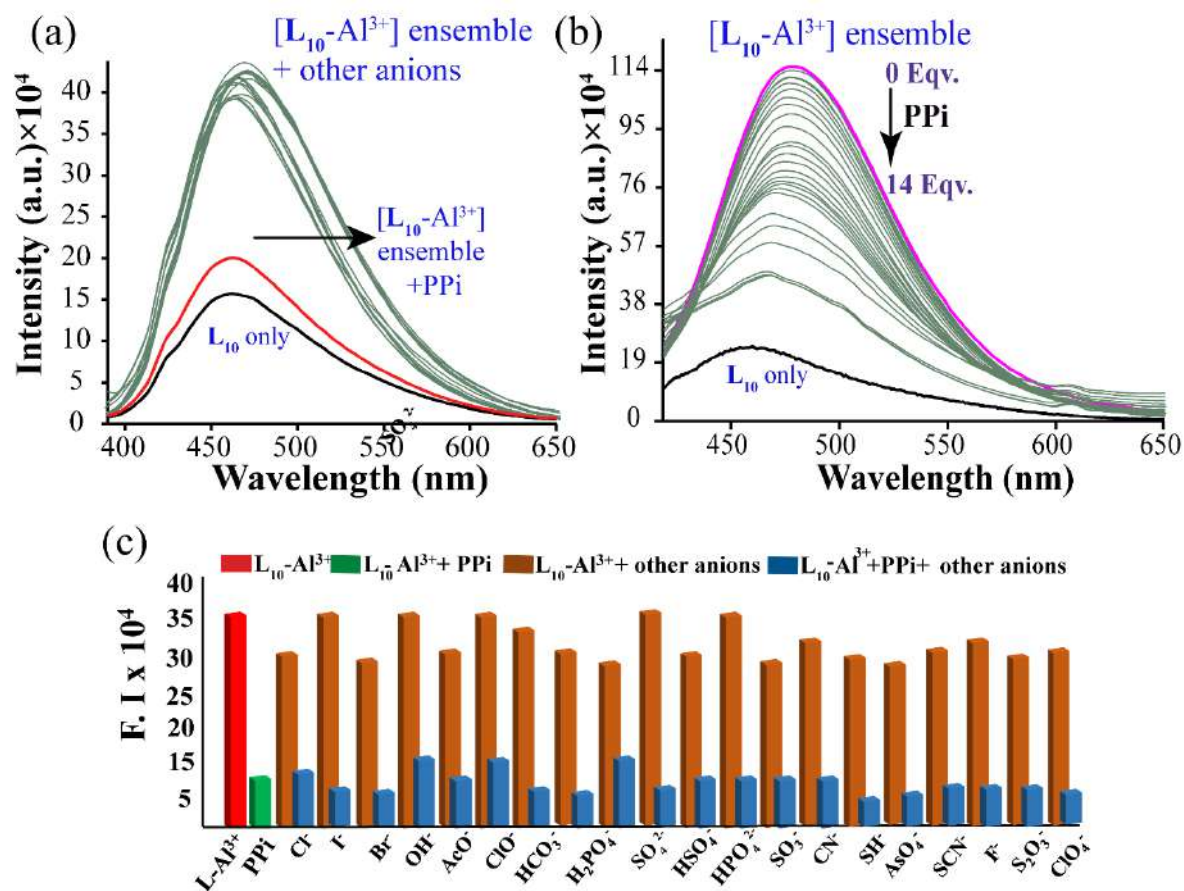 (a)
[L₁₀-Al³⁺] ensemble
+ other anions
[L₁₀-Al³⁺]
ensemble
+PPi
L₁₀ only
Intensity (a.u.)×10⁴
40
35
30
25
20
15
10
5
0
400 450 500 550 600 650
SO₄²⁻
Wavelength (nm)
(b)
[L₁₀-Al³⁺] ensemble
0 Eqv.
PPi
14 Eqv.
L₁₀ only
Intensity (a.u.)×10⁴
114
95
76
57
38
19
0
450 500 550 600 650
Wavelength (nm)
(c)
L₁₀-Al³⁺ L₁₀-Al³⁺+ PPi L₁₀-Al³⁺+ other anions L₁₀-Al³⁺+PPi+ other anions
F. I x 10⁴
40
35
30
25
20
15
5
L-Al³⁺ PPi Cl⁻ I⁻ Br⁻ OH⁻ AcO⁻ ClO⁻ HCO₃⁻ H₂PO₄⁻ SO₄²⁻ HSO₄⁻ HPO₄²⁻ SO₃⁻ CN⁻ SH⁻ AsO₄⁻ SCN⁻ F⁻ S₂O₃⁻ ClO₄⁻